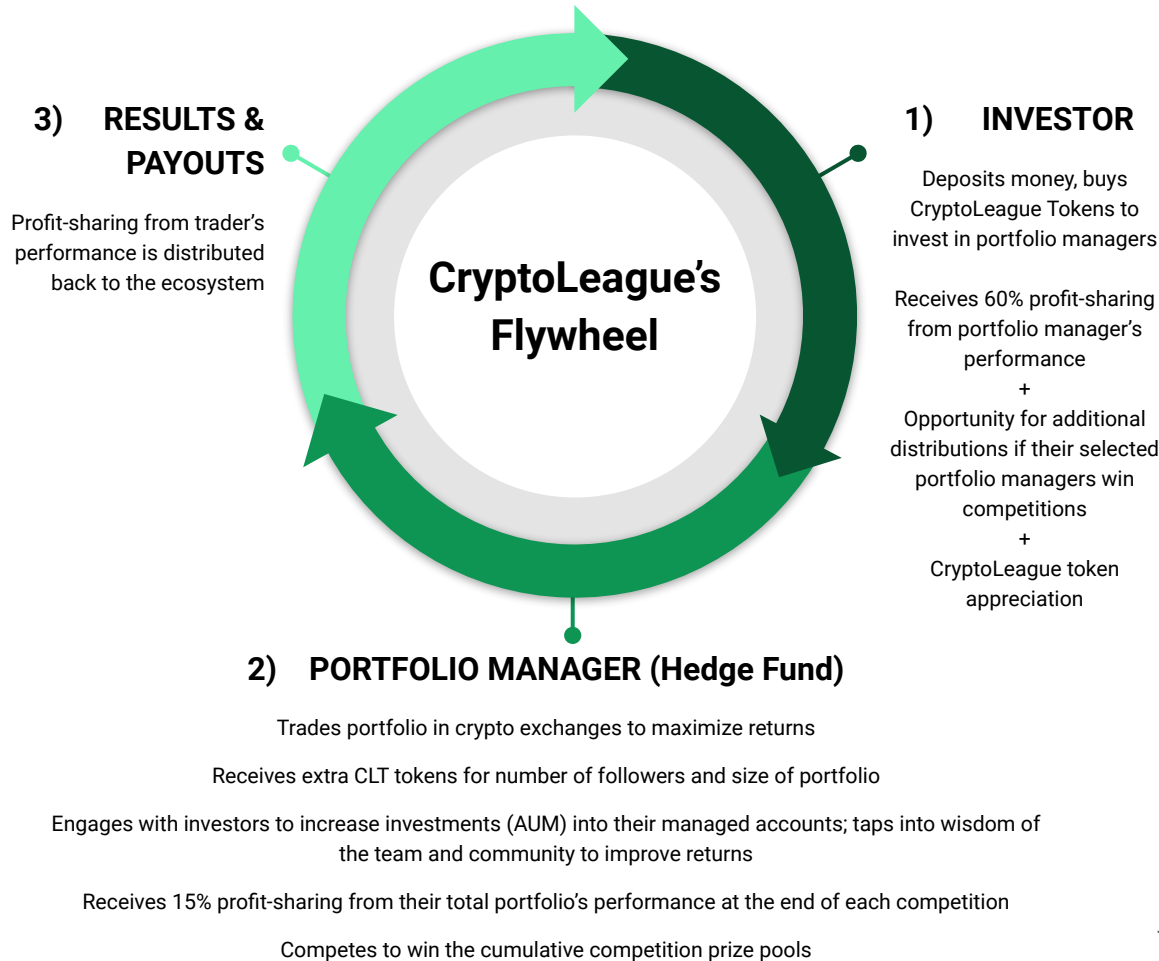 CryptoLeague’s
Flywheel
1) INVESTOR
Deposits money, buys
CryptoLeague Tokens to
invest in portfolio managers
Receives 60% profit-sharing
from portfolio manager’s
performance
+
Opportunity for additional
distributions if their selected
portfolio managers win
competitions
+
CryptoLeague token
appreciation
2) PORTFOLIO MANAGER (Hedge Fund)
Trades portfolio in crypto exchanges to maximize returns
Receives extra CLT tokens for number of followers and size of portfolio
Engages with investors to increase investments (AUM) into their managed accounts; taps into wisdom of
the team and community to improve returns
Receives 15% profit-sharing from their total portfolio’s performance at the end of each competition
Competes to win the cumulative competition prize pools
3) RESULTS &
PAYOUTS
Profit-sharing from trader’s
performance is distributed
back to the ecosystem